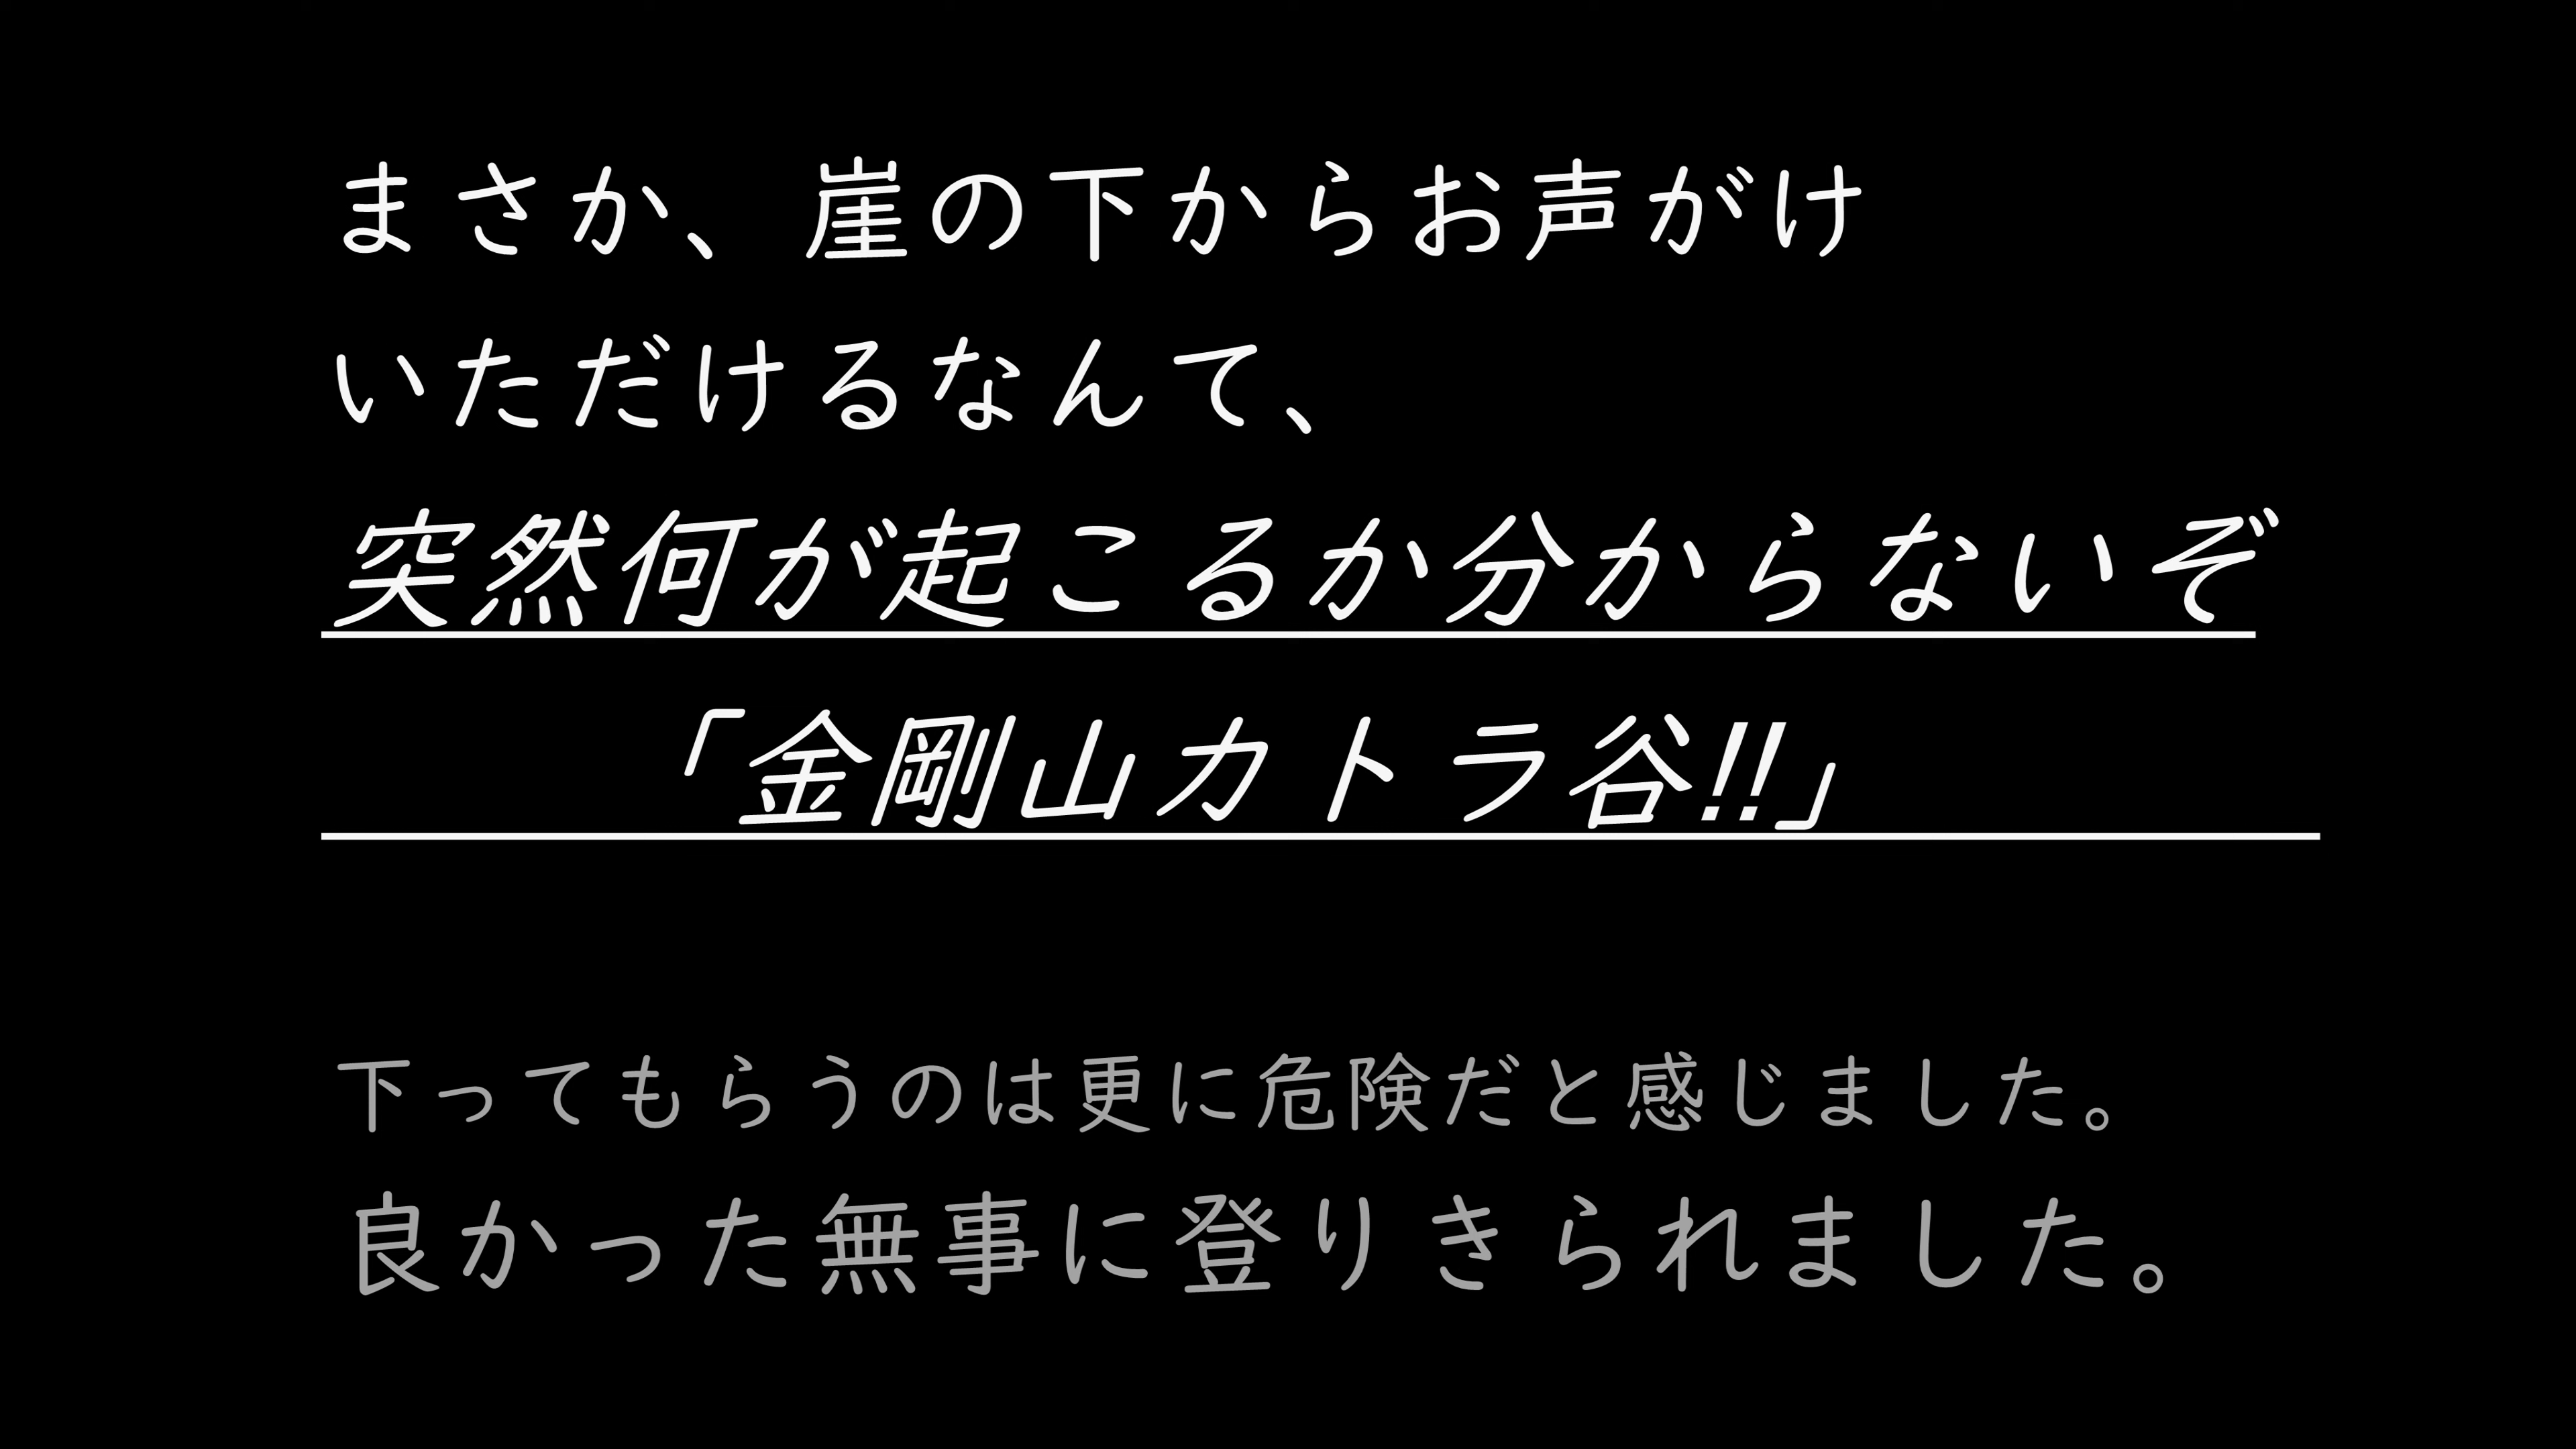 まさか、崖の下からお声がけ
いただけるなんて、
突然何が起こるか分からないぞ
「金剛山カトラ谷!!」
下ってもらうのは更に危険だと感じました。
良かった無事に登りきられました。